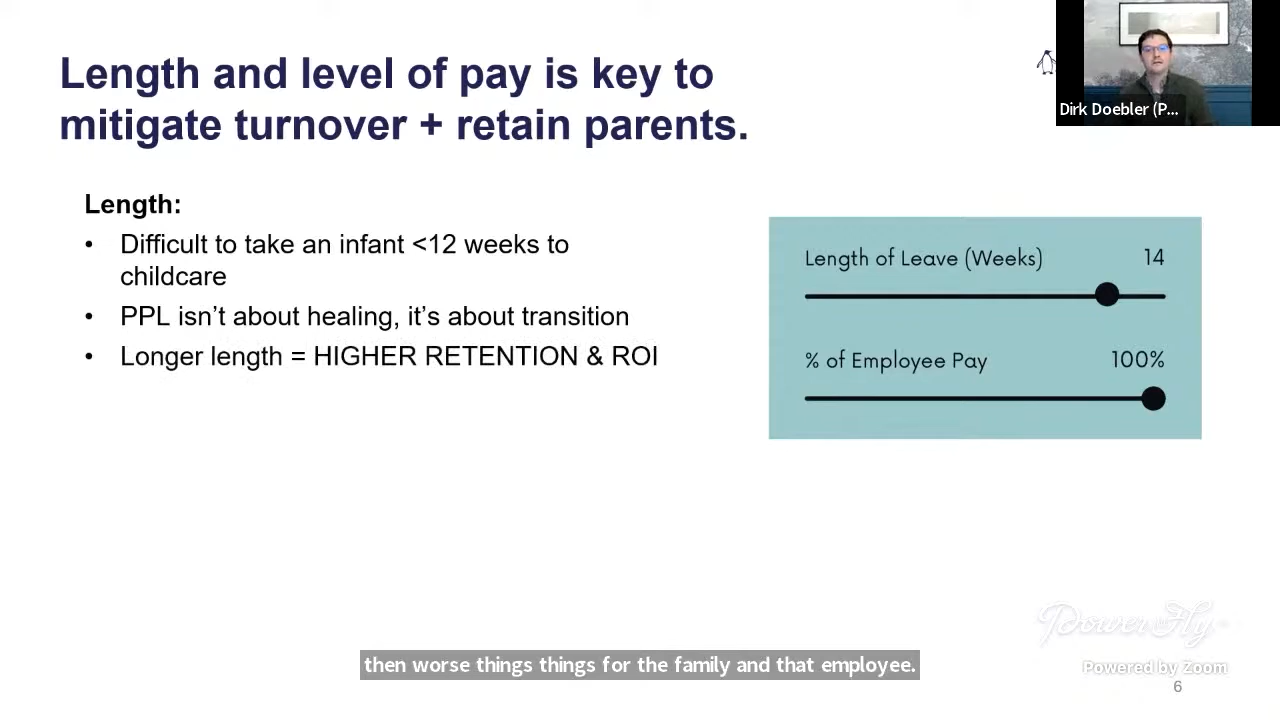 Length and level of pay is key to
mitigate turnover + retain parents.
Dirk Doebler (P...
Length:
• Difficult to take an infant <12 weeks to
childcare
• PPL isn’t about healing, it’s about transition
• Longer length = HIGHER RETENTION & ROI
Length of Leave (Weeks) 14
% of Employee Pay 100%
PowertoFly
then worse things things for the family and that employee.
Powered by Zoom
6